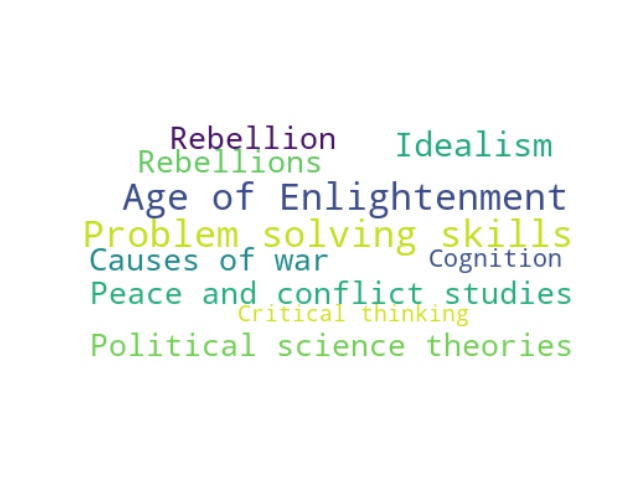 Rebellion
Idealism
Rebellions
Age of Enlightenment
Problem solving skills
Causes of war
Cognition
Peace and conflict studies
Critical thinking
Political science theories